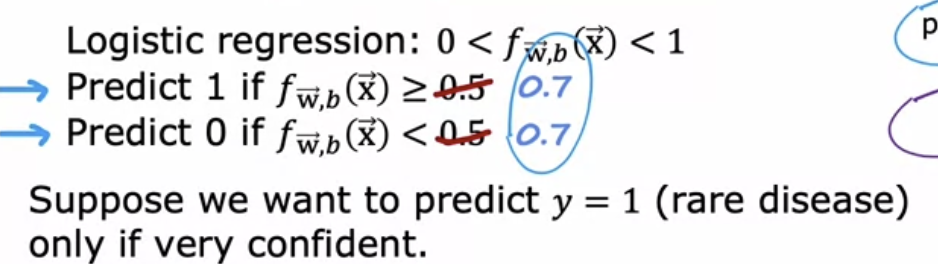 Logistic regression: 0 < f_{\vec{w},b}(\vec{x}) < 1
Predict 1 if f_{\vec{w},b}(\vec{x}) ≥ 0.5 0.7
Predict 0 if f_{\vec{w},b}(\vec{x}) < 0.5 0.7
Suppose we want to predict y = 1 (rare disease)
only if very confident.
p